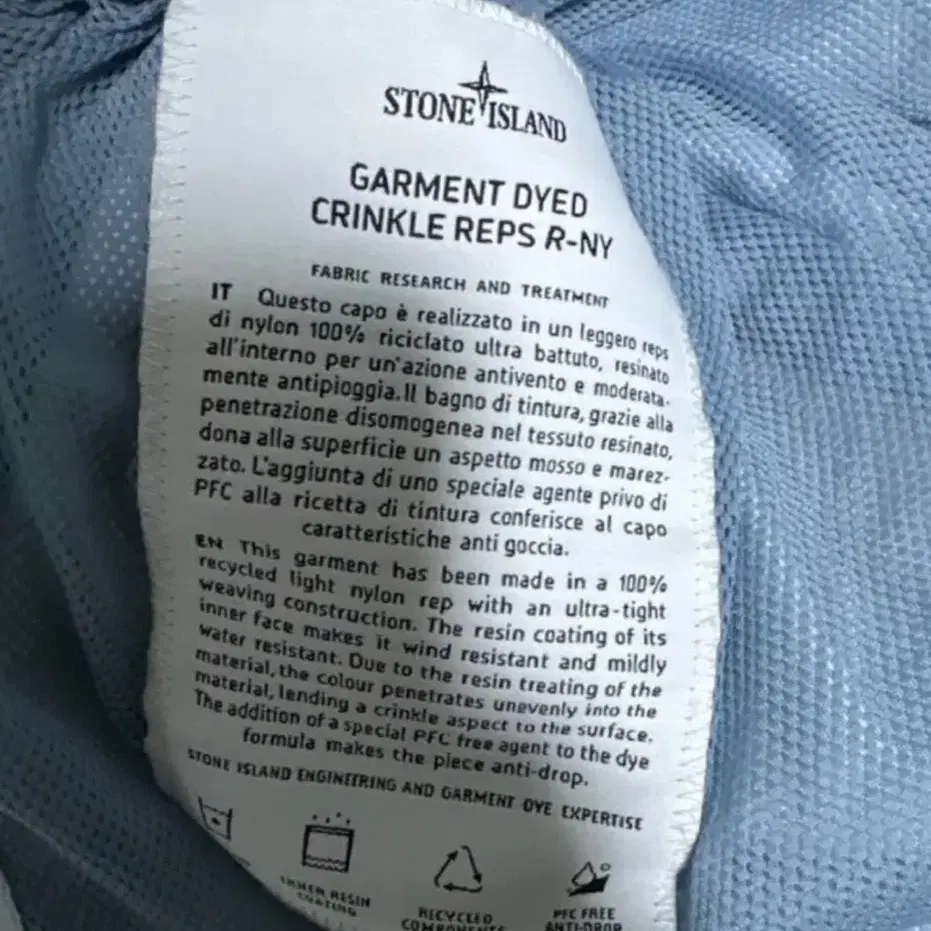 STONE ISLAND
GARMENT DYED
CRINKLE REPS R-NY
FABRIC RESEARCH AND TREATMENT
IT Questo capo è realizzato in un leggero reps
di nylon 100% riciclato ultra battuto, resinato
all'interno per un'azione antivento e moderata-
mente antipioggia. Il bagno di tintura, grazie alla
penetrazione disomogenea nel tessuto resinato,
dona alla superficie un aspetto mosso e marez-
zato. L'aggiunta di uno speciale agente privo di
PFC alla ricetta di tintura conferisce al capo
caratteristiche anti goccia.
EN This garment has been made in a 100%
recycled light nylon rep with an ultra-tight
weaving construction. The resin coating of its
inner face makes it wind resistant and mildly
water resistant. Due to the resin treating of the
material, the colour penetrates unevenly into the
material, lending a crinkle aspect to the surface.
The addition of a special PFC free agent to the dye
formula makes the piece anti-drop.
STONE ISLAND ENGINEERING AND GARMENT DYE EXPERTISE
INNER RESIN
COATING
RECYCLED
COMPONENTS
PFC FREE
ANTI-DROP